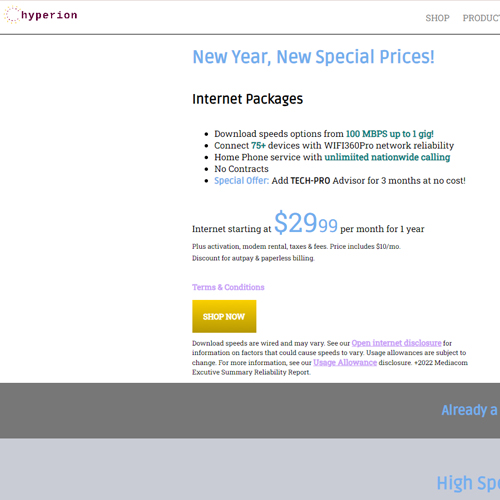 hyperion
SHOP
PRODUCT
New Year, New Special Prices!
Internet Packages
Download speeds options from 100 MBPS up to 1 gig!
Connect 75+ devices with WIFI360Pro network reliability
Home Phone service with unlimiited nationwide calling
No Contracts
Special Offer: Add TECH-PRO Advisor for 3 months at no cost!
Internet starting at $29 99 per month for 1 year
Plus activation, modem rental, taxes & fees. Price includes $10/mo.
Discount for autpay & paperless billing.
Terms & Conditions
SHOP NOW
Download speeds are wired and may vary. See our Open internet disclosure for
information on factors that could cause speeds to vary. Usage allowances are subject to
change. For more information, see our Usage Allowance disclosure. +2022 Mediacom
Excutive Summary Reliability Report.
Already a
High Spe